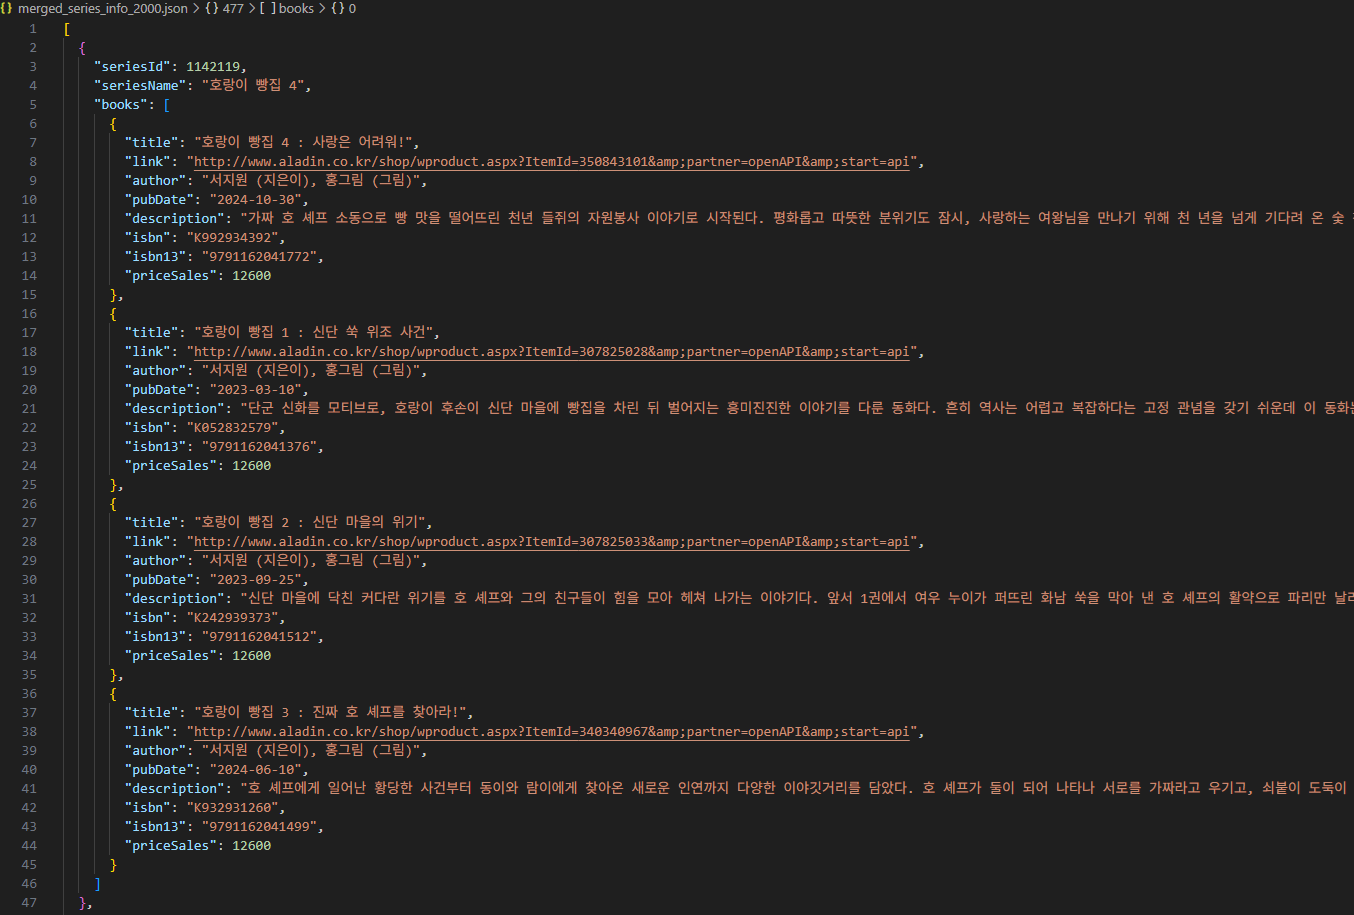 {} merged_series_info_2000.json > {} 477 > [ ] books > {} 0
1 [
2 {
3 "seriesId": 1142119,
4 "seriesName": "호랑이 빵집 4",
5 "books": [
6 {
7 "title": "호랑이 빵집 4 : 사랑은 어려워!",
8 "link": "http://www.aladin.co.kr/shop/wproduct.aspx?ItemId=350843101&amp;partner=openAPI&amp;start=api",
9 "author": "서지원 (지은이), 홍그림 (그림)",
10 "pubDate": "2024-10-30",
11 "description": "가짜 호 셰프 소동으로 빵 맛을 떨어뜨린 천년 들쥐의 자원봉사 이야기로 시작된다. 평화롭고 따뜻한 분위기도 잠시, 사랑하는 여왕님을 만나기 위해 천 년을 넘게 기다려 온 숯
12 "isbn": "K992934392",
13 "isbn13": "9791162041772",
14 "priceSales": 12600
15 },
16 {
17 "title": "호랑이 빵집 1 : 신단 쑥 위조 사건",
18 "link": "http://www.aladin.co.kr/shop/wproduct.aspx?ItemId=307825028&amp;partner=openAPI&amp;start=api",
19 "author": "서지원 (지은이), 홍그림 (그림)",
20 "pubDate": "2023-03-10",
21 "description": "단군 신화를 모티브로, 호랑이 후손이 신단 마을에 빵집을 차린 뒤 벌어지는 흥미진진한 이야기를 다룬 동화다. 흔히 역사는 어렵고 복잡하다는 고정 관념을 갖기 쉬운데 이 동화는
22 "isbn": "K052832579",
23 "isbn13": "9791162041376",
24 "priceSales": 12600
25 },
26 {
27 "title": "호랑이 빵집 2 : 신단 마을의 위기",
28 "link": "http://www.aladin.co.kr/shop/wproduct.aspx?ItemId=307825033&amp;partner=openAPI&amp;start=api",
29 "author": "서지원 (지은이), 홍그림 (그림)",
30 "pubDate": "2023-09-25",
31 "description": "신단 마을에 닥친 커다란 위기를 호 셰프와 그의 친구들이 힘을 모아 헤쳐 나가는 이야기다. 앞서 1권에서 여우 누이가 퍼뜨린 화남 쑥을 막아 낸 호 셰프의 활약으로 파리만 날리
32 "isbn": "K242939373",
33 "isbn13": "9791162041512",
34 "priceSales": 12600
35 },
36 {
37 "title": "호랑이 빵집 3 : 진짜 호 셰프를 찾아라!",
38 "link": "http://www.aladin.co.kr/shop/wproduct.aspx?ItemId=340340967&amp;partner=openAPI&amp;start=api",
39 "author": "서지원 (지은이), 홍그림 (그림)",
40 "pubDate": "2024-06-10",
41 "description": "호 셰프에게 일어난 황당한 사건부터 동이와 람이에게 찾아온 새로운 인연까지 다양한 이야깃거리를 담았다. 호 셰프가 둘이 되어 나타나 서로를 가짜라고 우기고, 쇠붙이 도둑이
42 "isbn": "K932931260",
43 "isbn13": "9791162041499",
44 "priceSales": 12600
45 }
46 ]
47 },